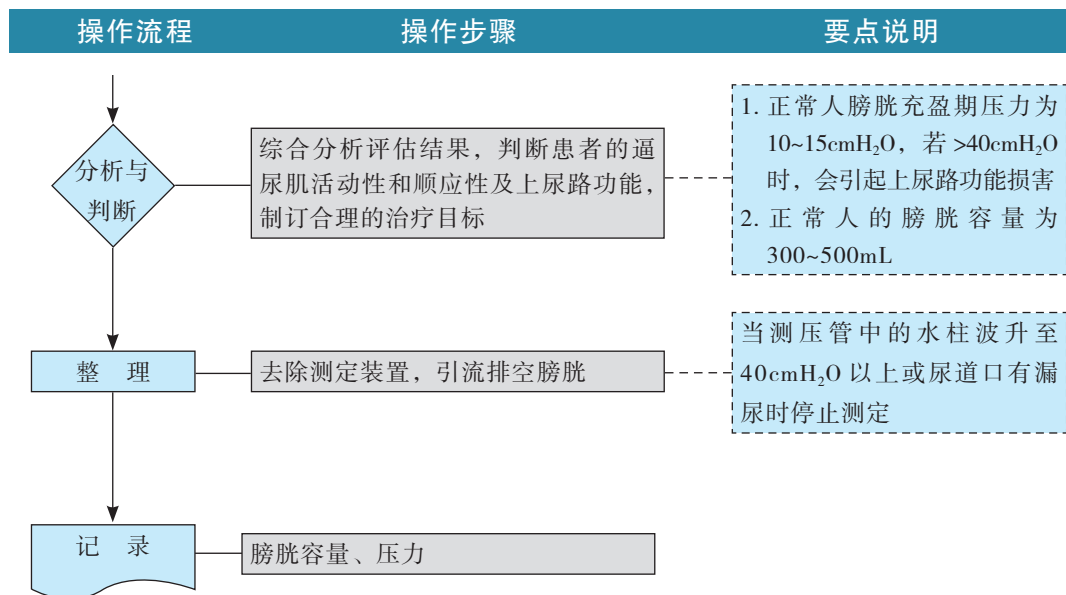 操作流程 操作步骤 要点说明
分析与
判断
综合分析评估结果，判断患者的逼
尿肌活动性和顺应性及上尿路功能，
制订合理的治疗目标
1. 正常人膀胱充盈期压力为
10~15cmH₂O，若 >40cmH₂O
时，会引起上尿路功能损害
2. 正常人的膀胱容量为
300~500mL
整 理
去除测定装置，引流排空膀胱
当测压管中的水柱波升至
40cmH₂O 以上或尿道口有漏
尿时停止测定
记 录
膀胱容量、压力